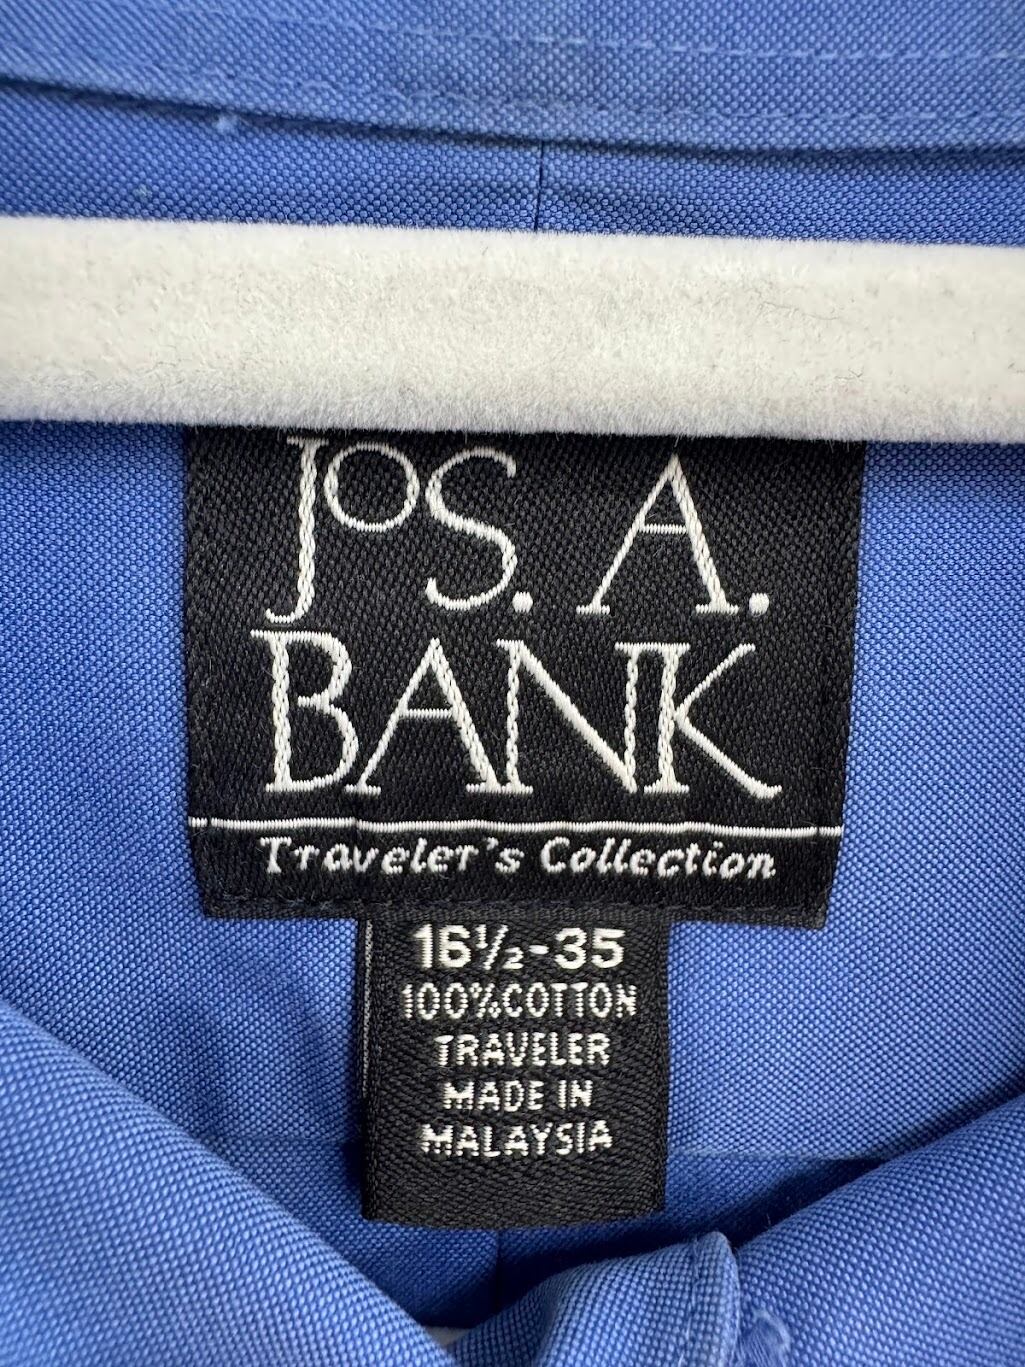 JOS. A.
BANK
Traveler's Collection
16½-35
100% COTTON
TRAVELER
MADE IN
MALAYSIA